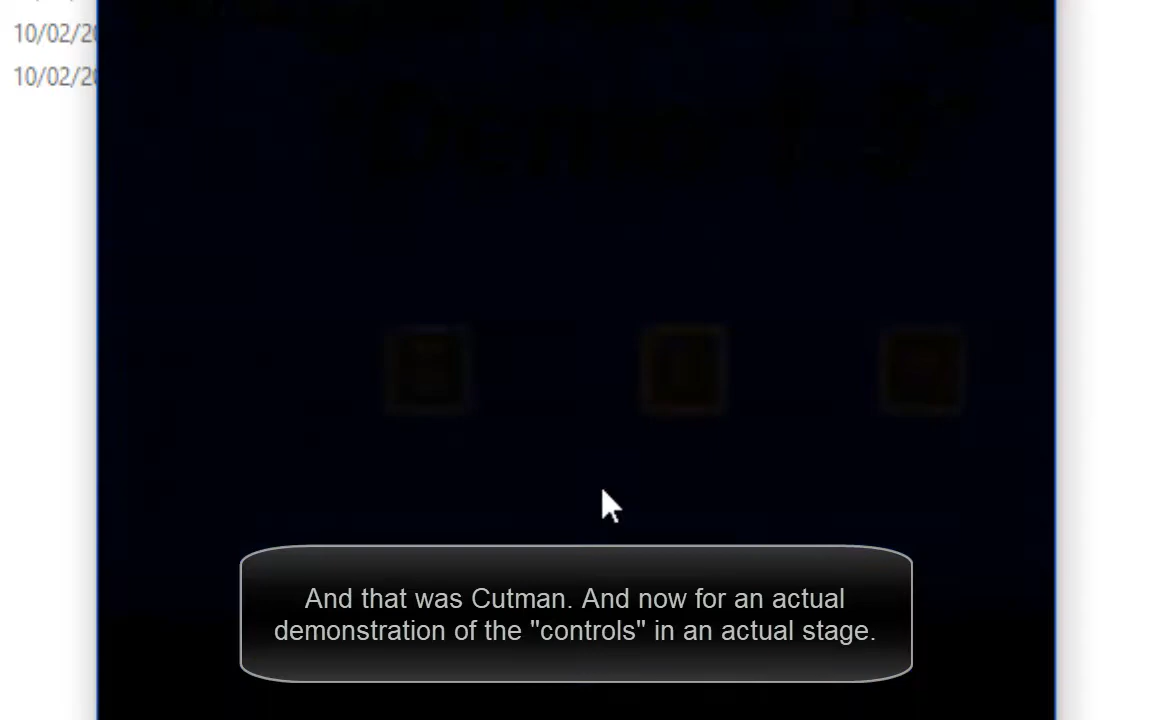 10/02/20
10/02/20
And that was Cutman. And now for an actual
demonstration of the "controls" in an actual stage.